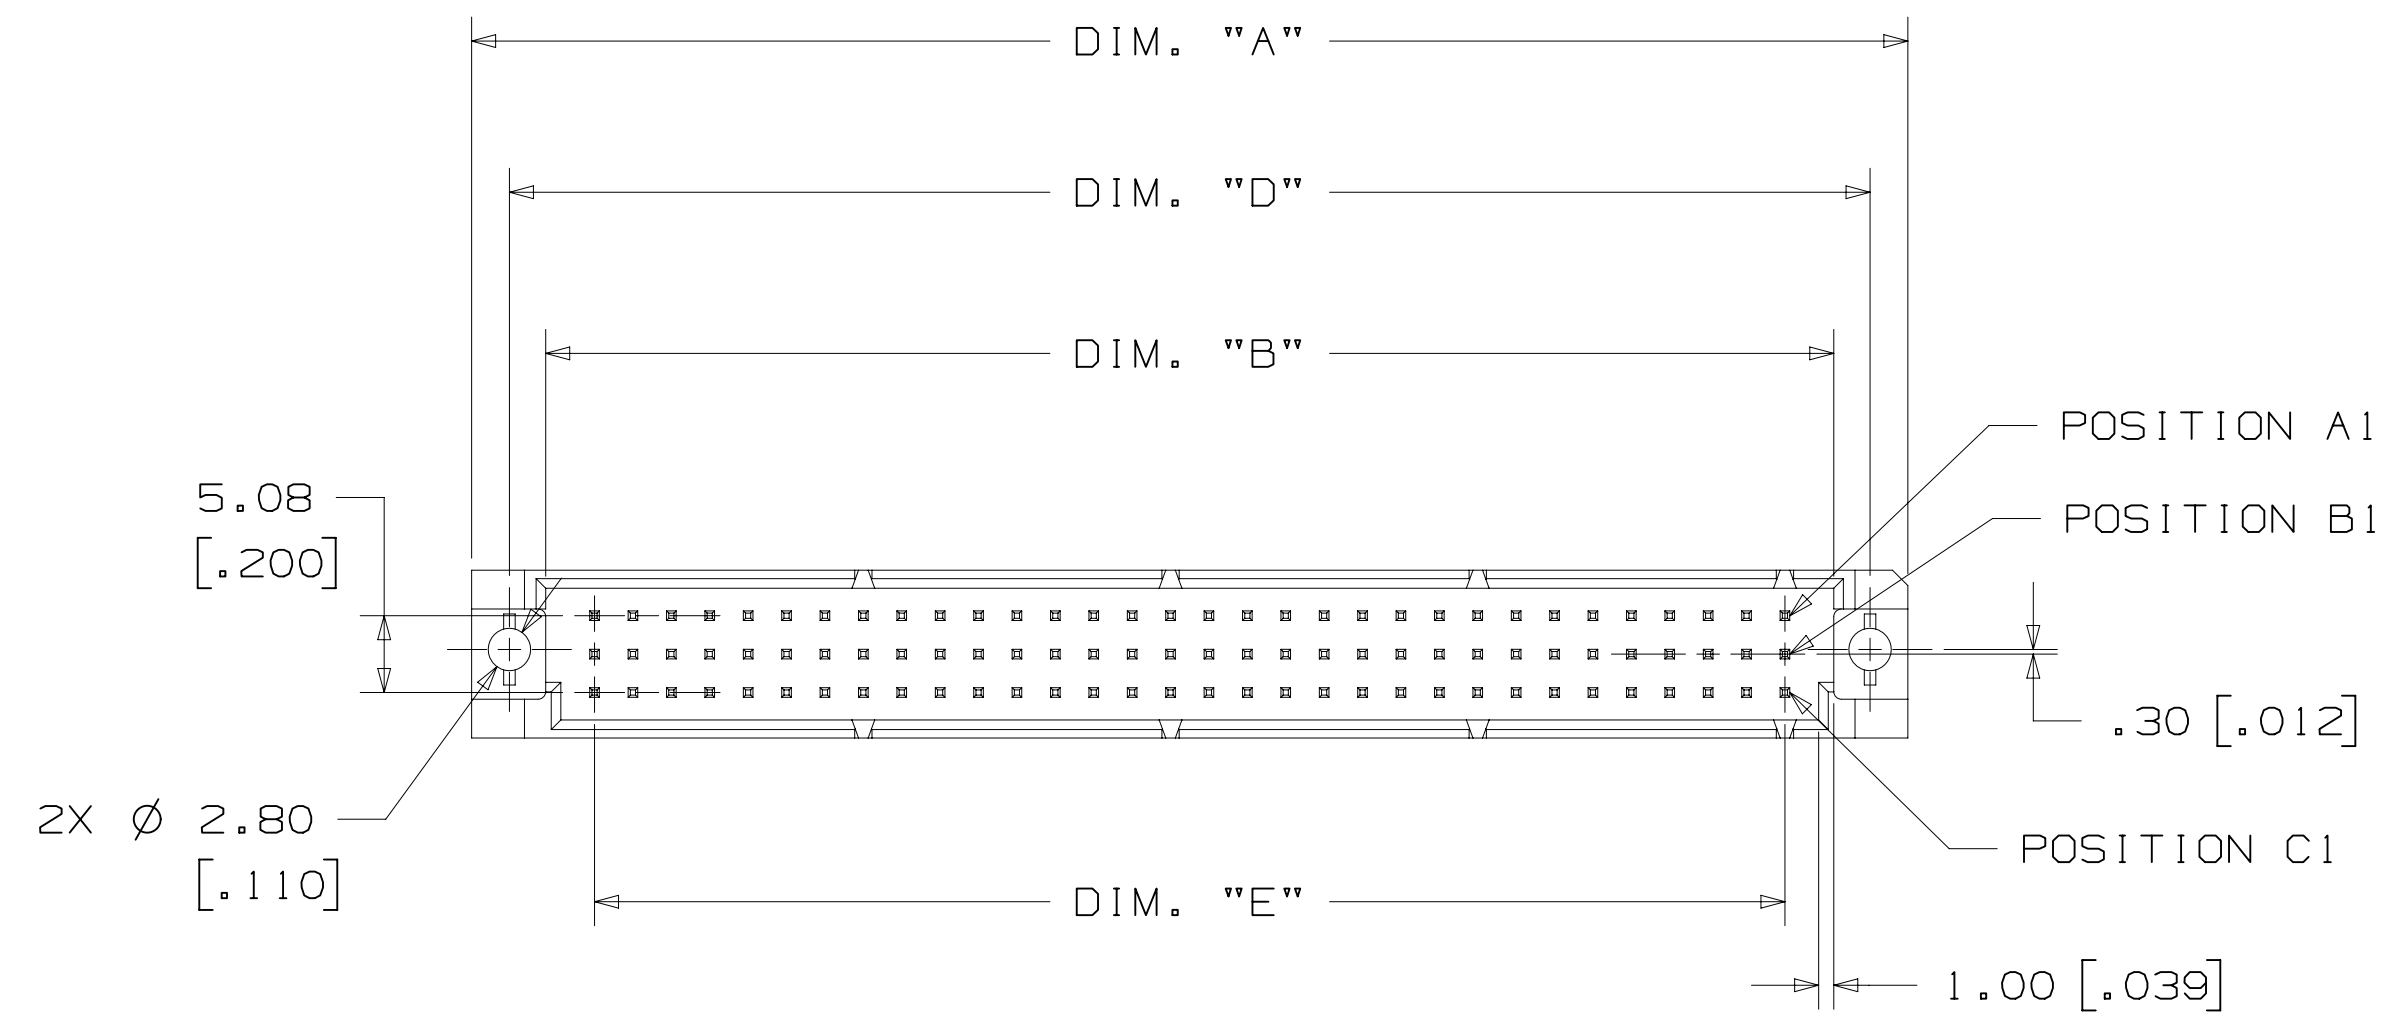 DIM. "A"
DIM. "D"
DIM. "B"
POSITION A1
5.08
[.200]
POSITION B1
.30 [.012]
2X Ø 2.80
[.110]
POSITION C1
DIM. "E"
1.00 [.039]